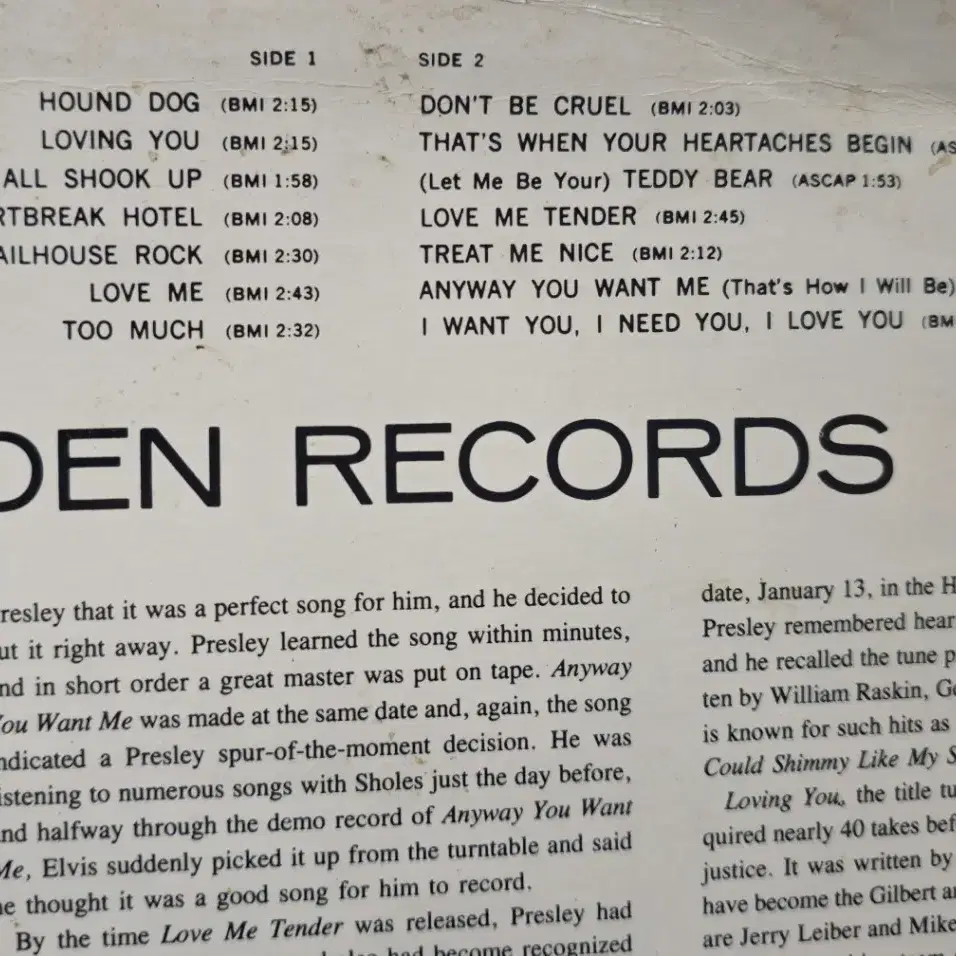 SIDE 1
HOUND DOG (BMI 2:15)
LOVING YOU (BMI 2:15)
ALL SHOOK UP (BMI 1:58)
RTBREAK HOTEL (BMI 2:08)
AILHOUSE ROCK (BMI 2:30)
LOVE ME (BMI 2:43)
TOO MUCH (BMI 2:32)
SIDE 2
DON'T BE CRUEL (BMI 2:03)
THAT'S WHEN YOUR HEARTACHES BEGIN (AS
(Let Me Be Your) TEDDY BEAR (ASCAP 1:53)
LOVE ME TENDER (BMI 2:45)
TREAT ME NICE (BMI 2:12)
ANYWAY YOU WANT ME (That's How I Will Be)
I WANT YOU, I NEED YOU, I LOVE YOU (BM
DEN RECORDS
resley that it was a perfect song for him, and he decided to
ut it right away. Presley learned the song within minutes,
nd in short order a great master was put on tape. Anyway
You Want Me was made at the same date and, again, the song
ndicated a Presley spur-of-the-moment decision. He was
istening to numerous songs with Sholes just the day before,
nd halfway through the demo record of Anyway You Want
Me, Elvis suddenly picked it up from the turntable and said
he thought it was a good song for him to record.
By the time Love Me Tender was released, Presley had
had become recognized
date, January 13, in the H
Presley remembered hear
and he recalled the tune p
ten by William Raskin, Ge
is known for such hits as
Could Shimmy Like My S
Loving You, the title tu
quired nearly 40 takes bef
justice. It was written by
have become the Gilbert an
are Jerry Leiber and Mike